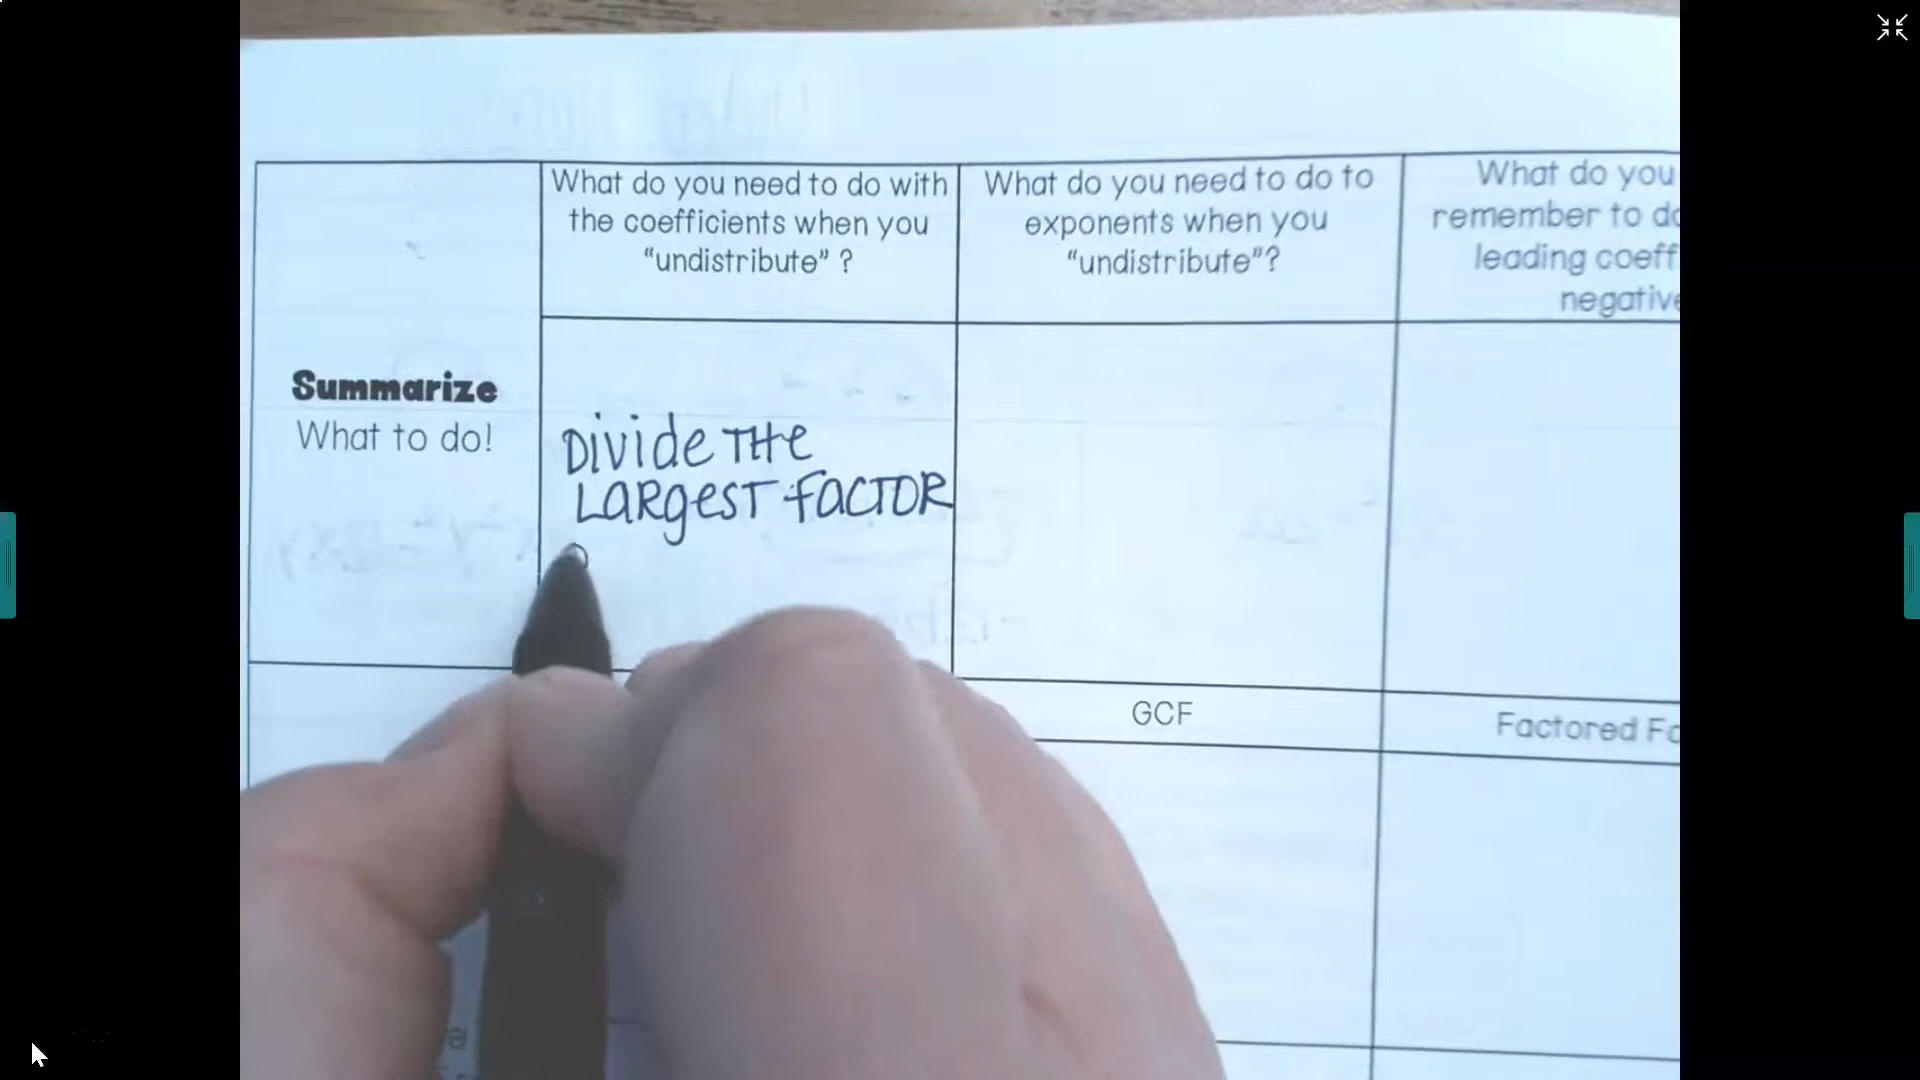 What do you need to do with
the coefficients when you
"undistribute" ?
What do you need to do to
exponents when you
"undistribute"?
What do you
remember to do
leading coeff
negative
Summarize
What to do!
Divide THe
LARgesT factor
GCF
Factored Fo